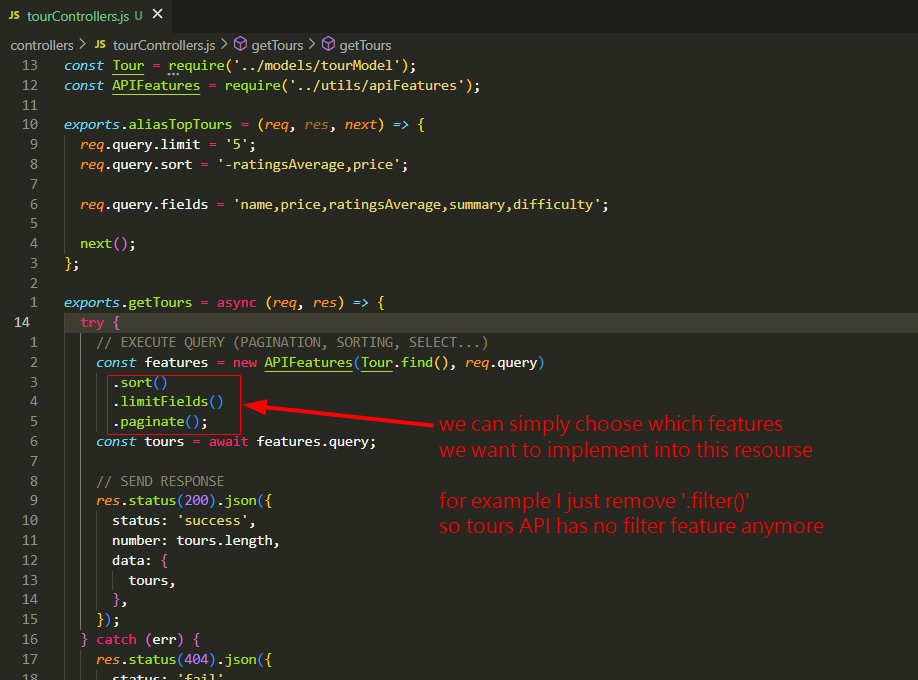 JS tourControllers.js U ×
controllers > JS tourControllers.js > getTours > getTours
13 const Tour = require('../models/tourModel');
12 const APIFeatures = require('../utils/apiFeatures');
11
10 exports.aliasTopTours = (req, res, next) => {
9 req.query.limit = '5';
8 req.query.sort = '-ratingsAverage,price';
7
6 req.query.fields = 'name,price,ratingsAverage,summary,difficulty';
5
4 next();
3 };
2
1 exports.getTours = async (req, res) => {
14 try {
1 // EXECUTE QUERY (PAGINATION, SORTING, SELECT...)
2 const features = new APIFeatures(Tour.find(), req.query)
3 .sort()
4 .limitFields()
5 .paginate();
we can simply choose which features
6 const tours = await features.query;
we want to implement into this resourse
7
8 // SEND RESPONSE
9 res.status(200).json({
for example I just remove '.filter()'
10 status: 'success',
so tours API has no filter feature anymore
11 number: tours.length,
12 data: {
13 tours,
14 },
15 });
16 } catch (err) {
17 res.status(404).json({
18 status: 'fail'